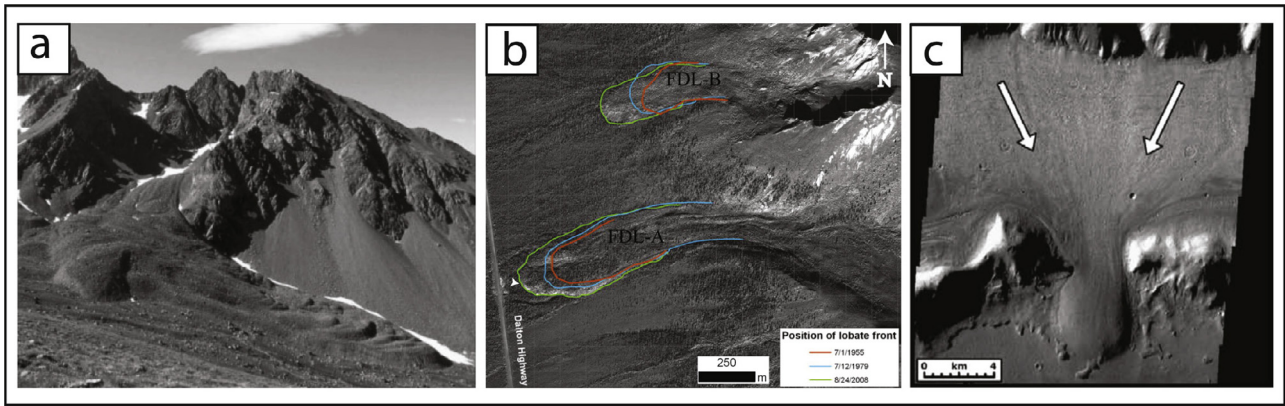 a
b
N
FDL-B
FDL-A
Dalton Highway
250
m
Position of lobate front
7/1/1955
7/12/1979
8/24/2008
c
0 km 4